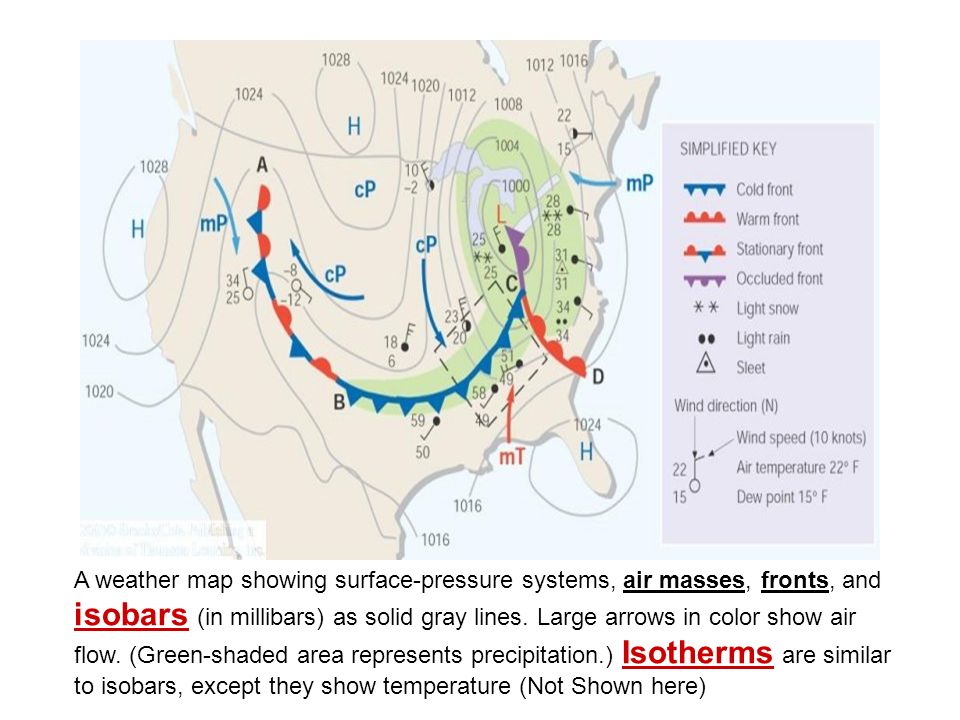 1028
1024
1024
1020
1012
1012
1016
1008
22
15
1004
1028
A
H
10
-2
cP
1000
mP
H
mP
L
28
28
25
cP
cP
31
31
34
25
-8
-12
25
C
34
34
1024
23
20
18
6
51
49
D
1020
B
58
49
59
50
mT
1024
H
1016
1016
SIMPLIFIED KEY
Cold front
Warm front
Stationary front
Occluded front
Light snow
Light rain
Sleet
Wind direction (N)
Wind speed (10 knots)
22 Air temperature 22° F
15 Dew point 15° F
A weather map showing surface-pressure systems, air masses, fronts, and
isobars (in millibars) as solid gray lines. Large arrows in color show air
flow. (Green-shaded area represents precipitation.) Isotherms are similar
to isobars, except they show temperature (Not Shown here)